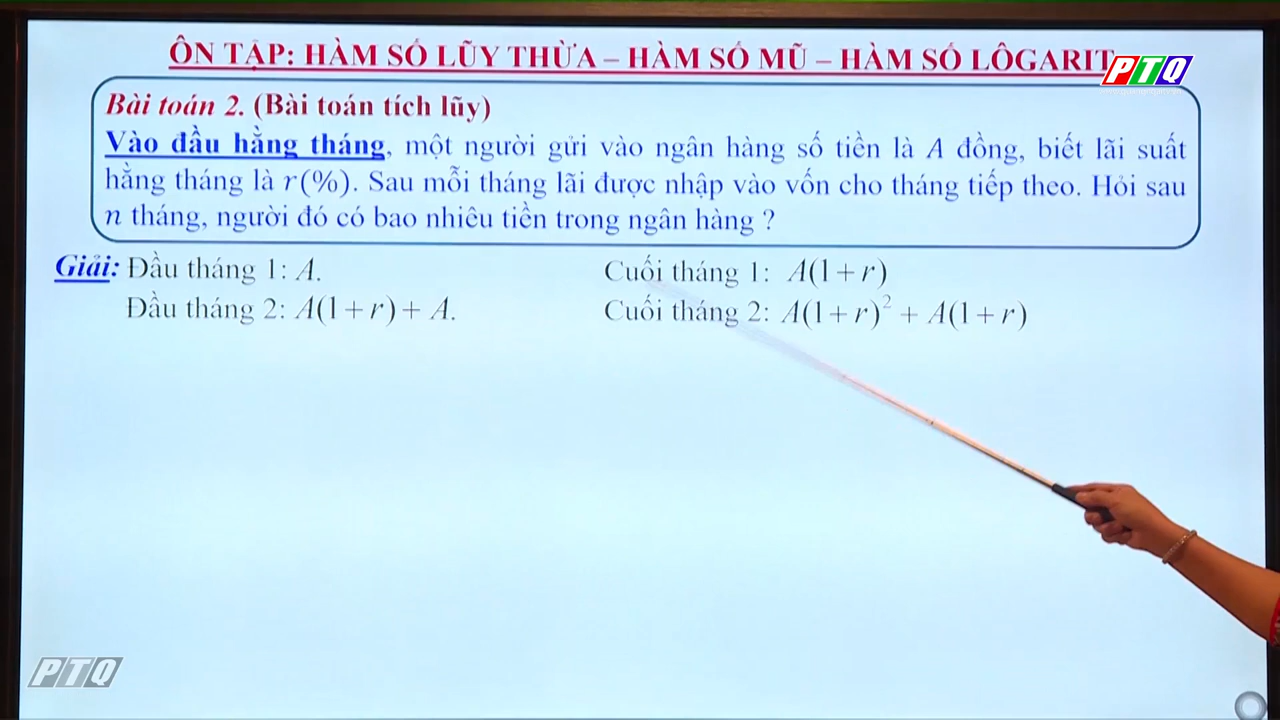 ÔN TẬP: HÀM SỐ LŨY THỪA – HÀM SỐ MŨ – HÀM SỐ LÔGARIT
PTQ
Bài toán 2. (Bài toán tích lũy)
Vào đầu hằng tháng, một người gửi vào ngân hàng số tiền là A đồng, biết lãi suất
hằng tháng là r(%). Sau mỗi tháng lãi được nhập vào vốn cho tháng tiếp theo. Hỏi sau
n tháng, người đó có bao nhiêu tiền trong ngân hàng ?
Giải: Đầu tháng 1: A. Cuối tháng 1: A(1+r)
Đầu tháng 2: A(1+r)+A. Cuối tháng 2: A(1+r)² + A(1+r)
PTQ